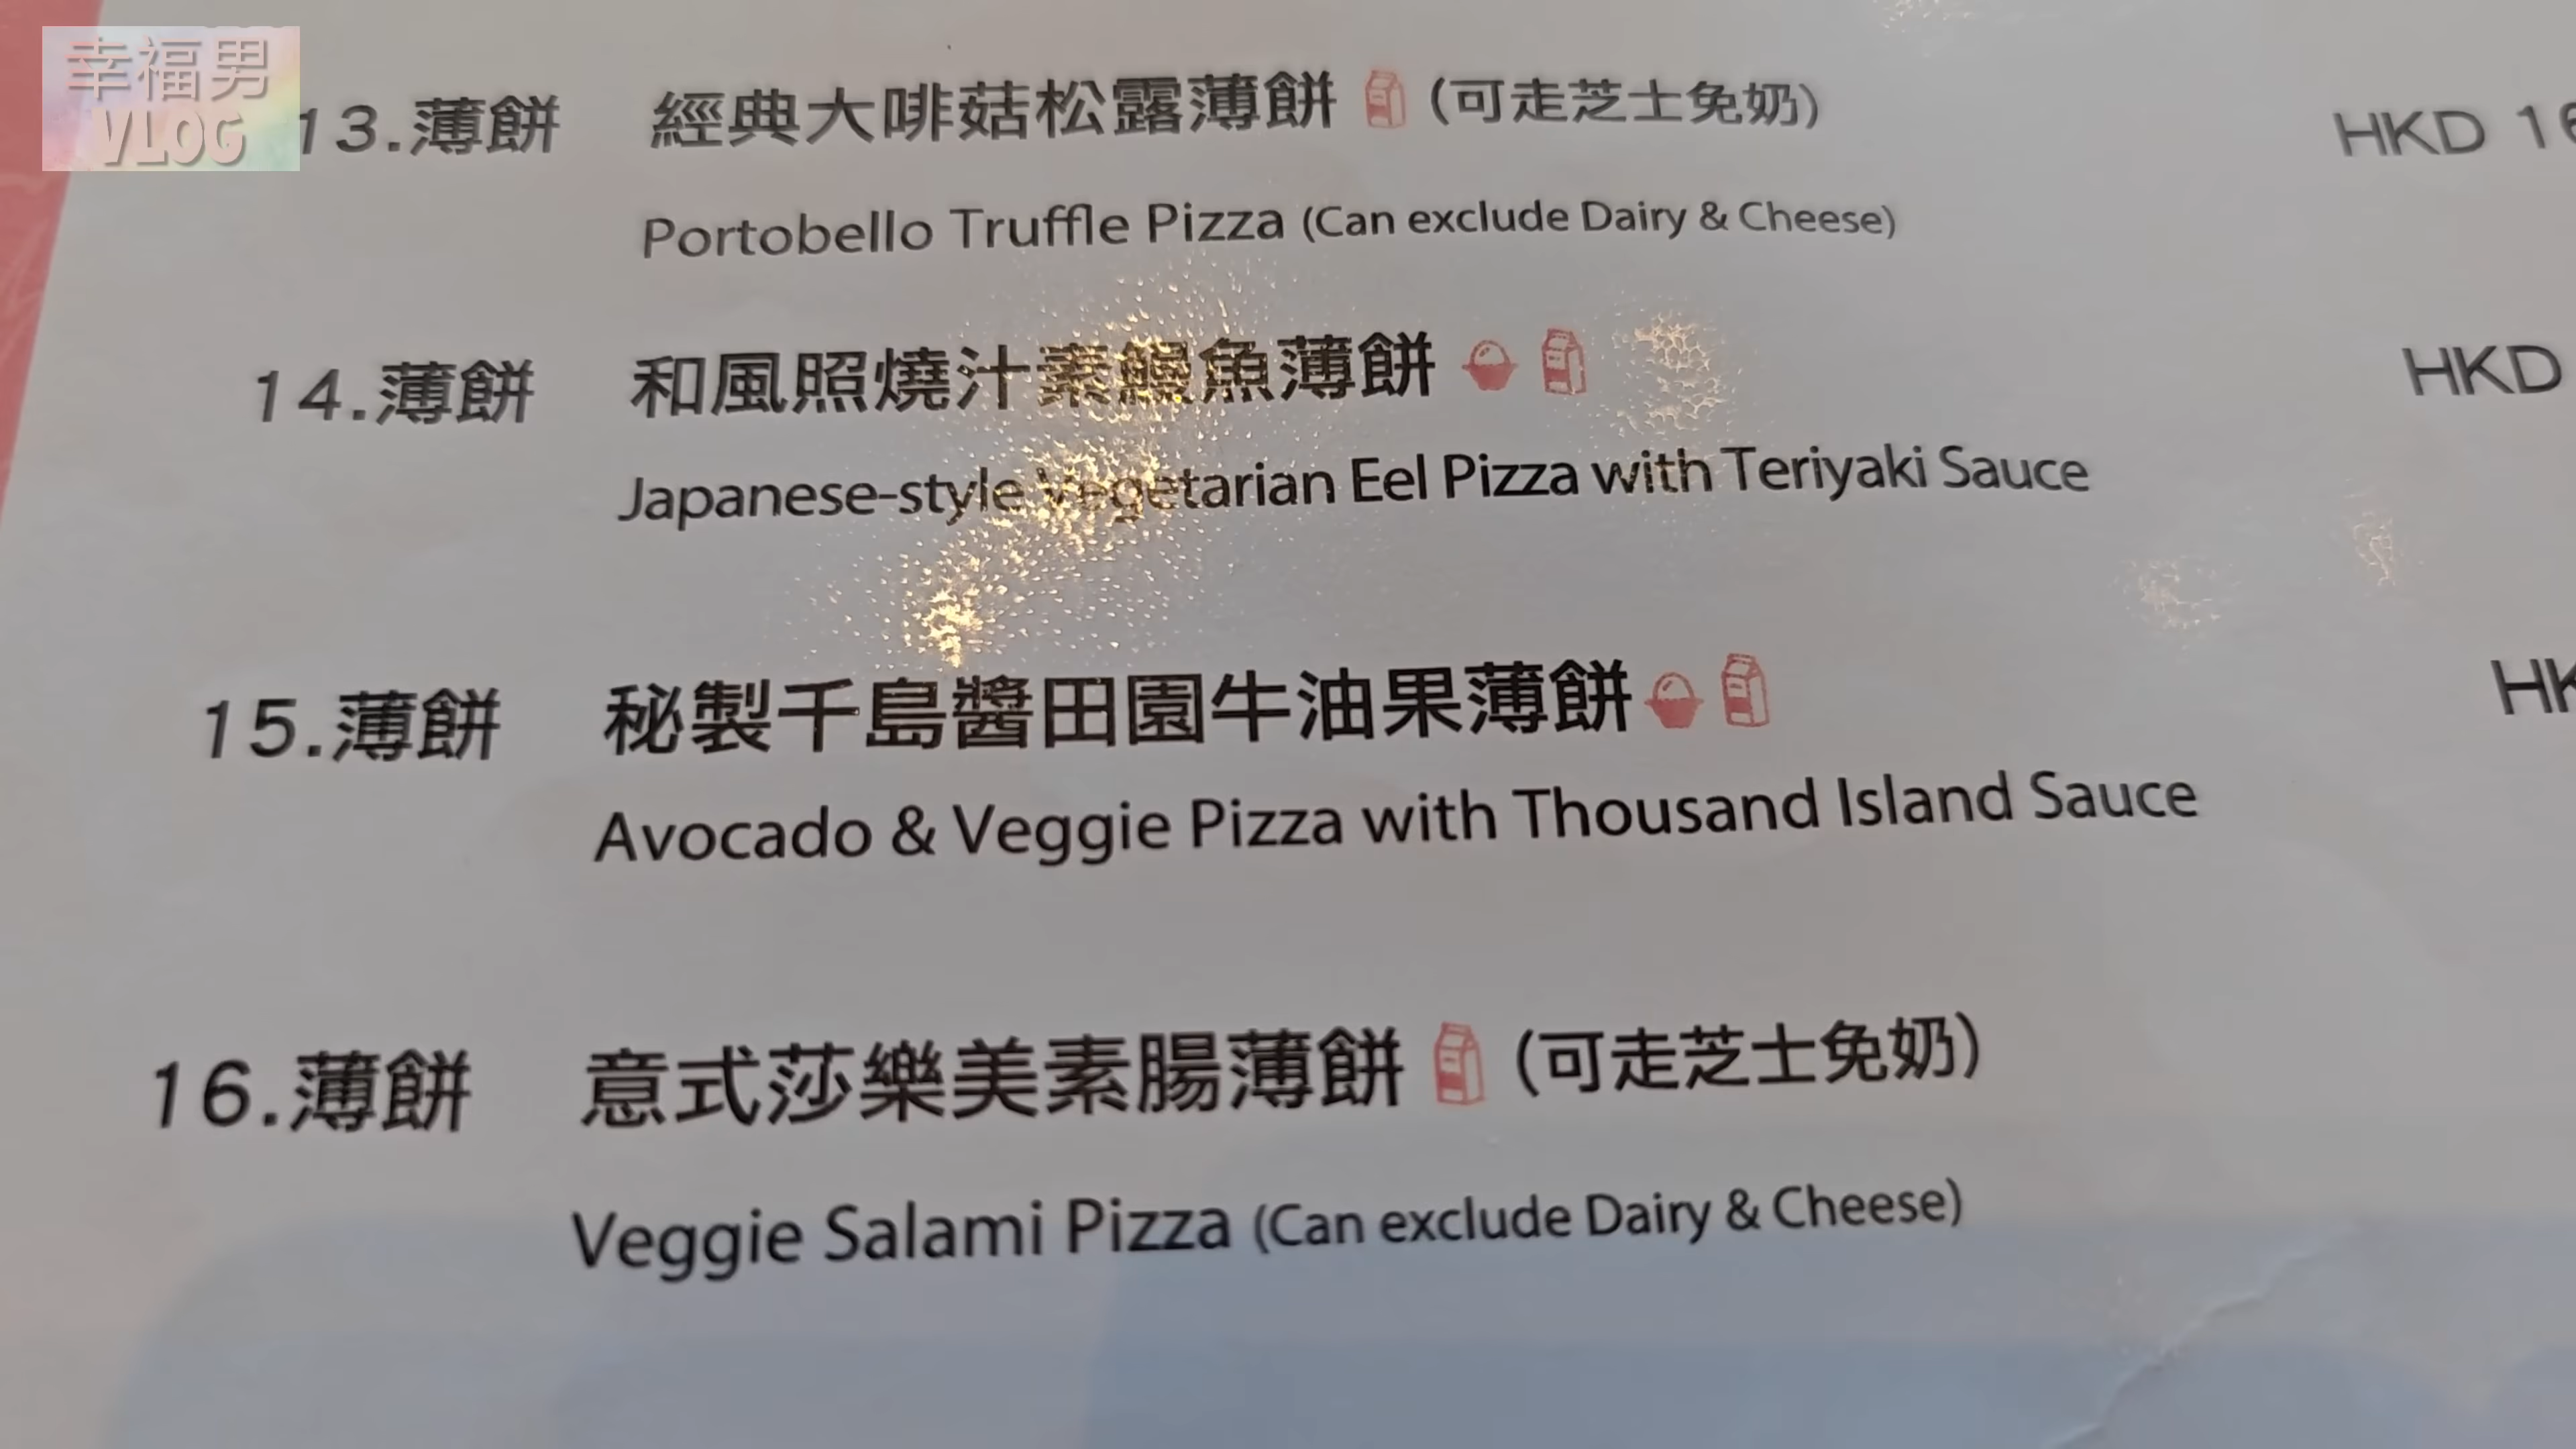 幸福男
VLOG
13.薄餅 經典大啡菇松露薄餅 (可走芝士免奶) HKD
Portobello Truffle Pizza (Can exclude Dairy & Cheese)
14.薄餅 和風照燒汁素鰻魚薄餅 HKD
Japanese-style Vegetarian Eel Pizza with Teriyaki Sauce
15.薄餅 秘製千島醬田園牛油果薄餅
Avocado & Veggie Pizza with Thousand Island Sauce
16.薄餅 意式莎樂美素腸薄餅 (可走芝士免奶)
Veggie Salami Pizza (Can exclude Dairy & Cheese)